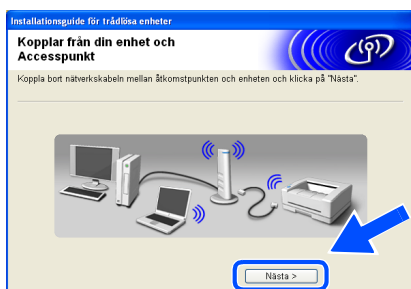 Installationsguide för trådlösa enheter
Kopplar från din enhet och
Accesspunkt
Koppla bort nätverkskabeln mellan åtkomstpunkten och enheten och klicka på "Nästa".
Nästa >